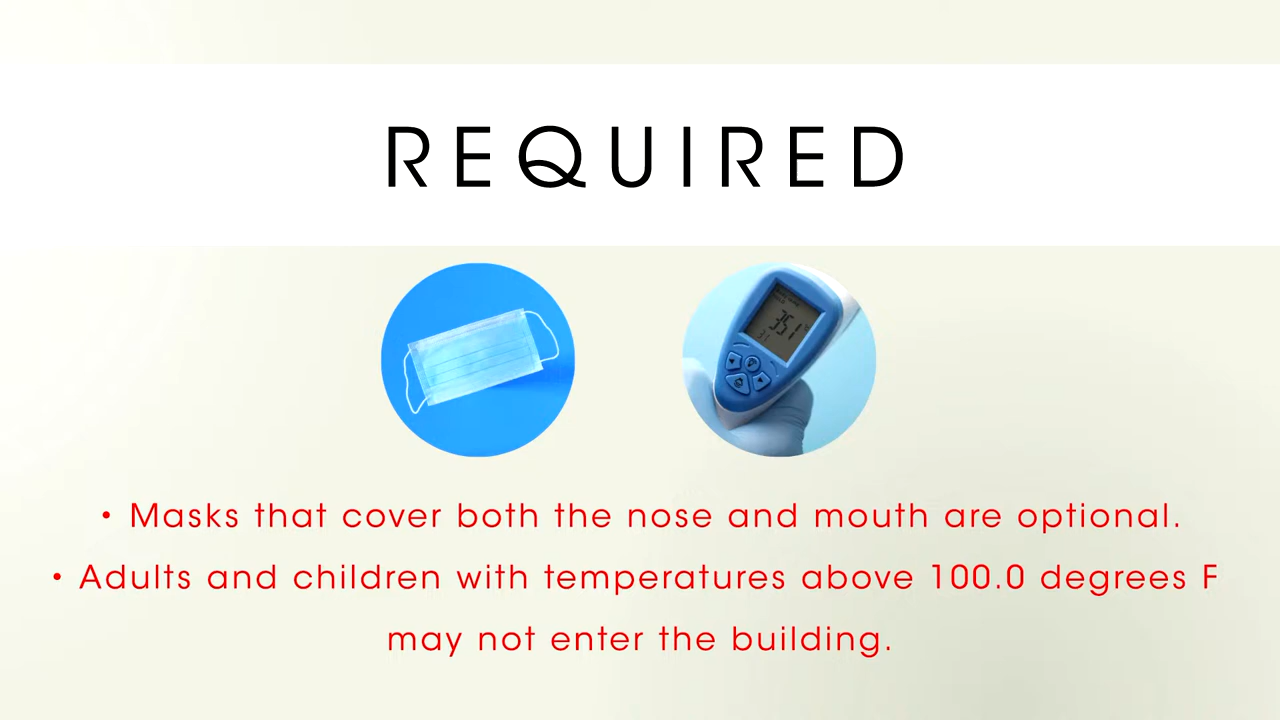 REQUIRED
351
• Masks that cover both the nose and mouth are optional.
• Adults and children with temperatures above 100.0 degrees F
may not enter the building.